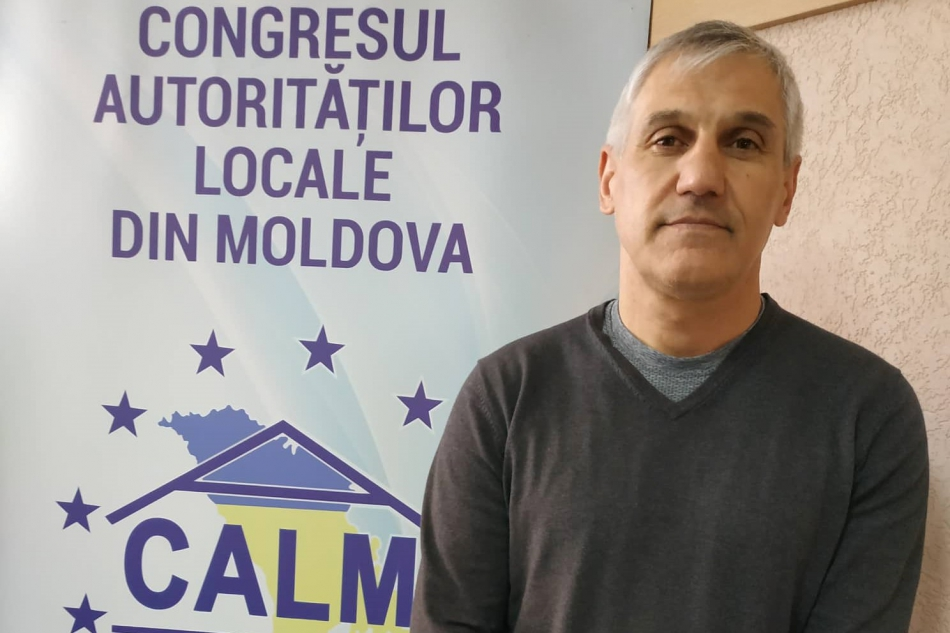 CONGRESUL
AUTORITĂȚILOR
LOCALE
DIN MOLDOVA
CALM